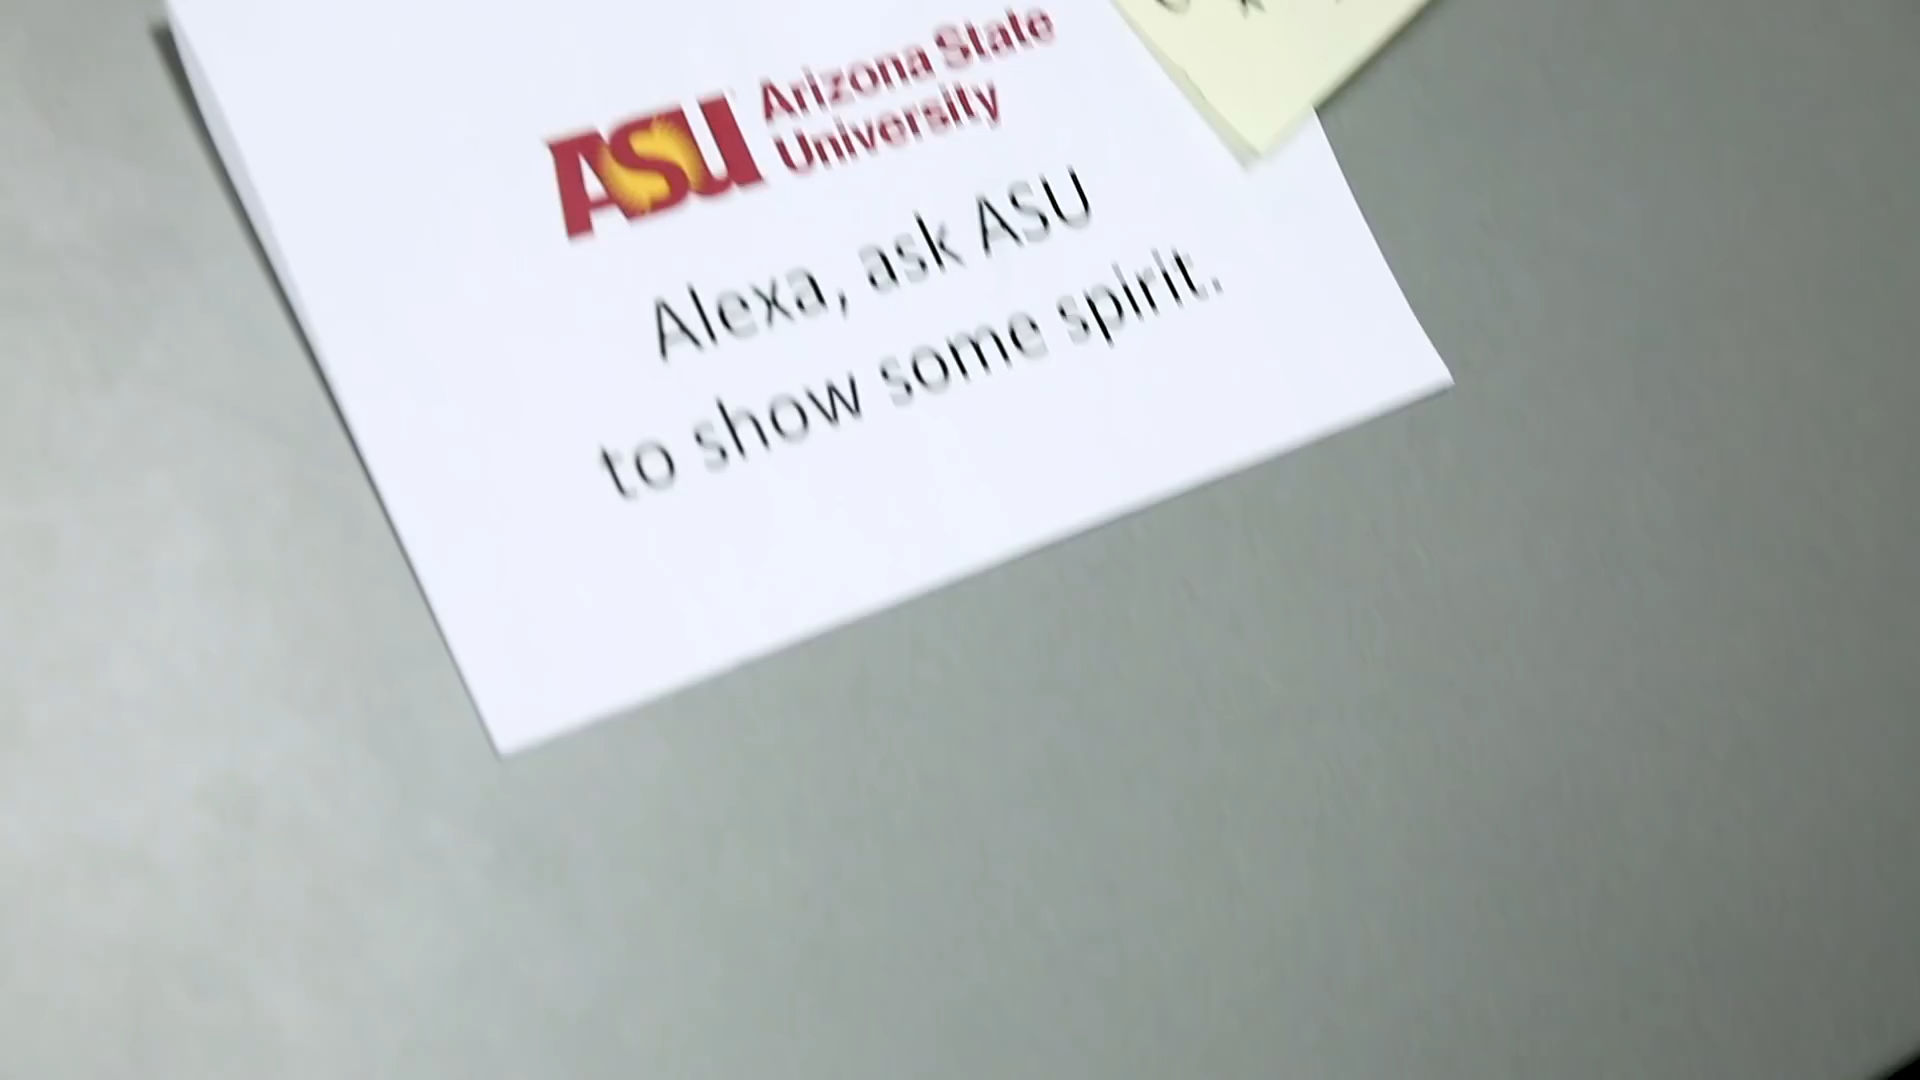 ASU Arizona State
University
Alexa, ask ASU
to show some spirit.